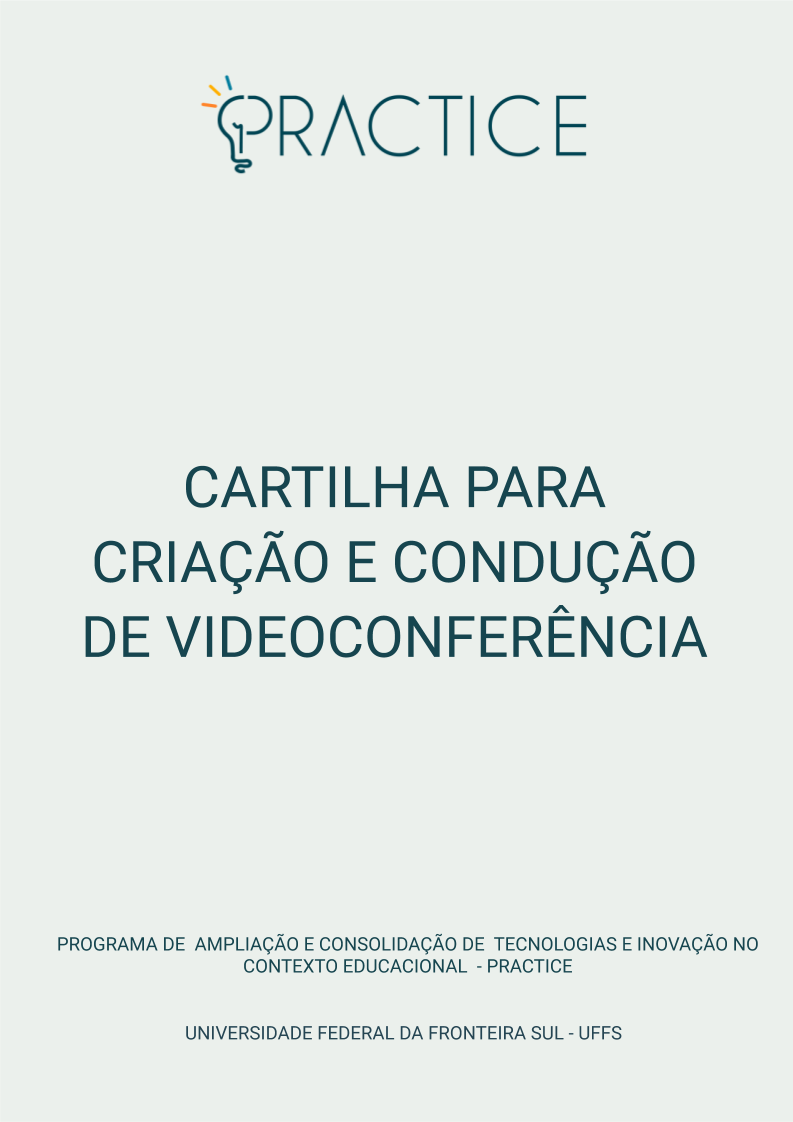 PRACTICE
CARTILHA PARA
CRIAÇÃO E CONDUÇÃO
DE VIDEOCONFERÊNCIA
PROGRAMA DE AMPLIAÇÃO E CONSOLIDAÇÃO DE TECNOLOGIAS E INOVAÇÃO NO
CONTEXTO EDUCACIONAL - PRACTICE
UNIVERSIDADE FEDERAL DA FRONTEIRA SUL - UFFS